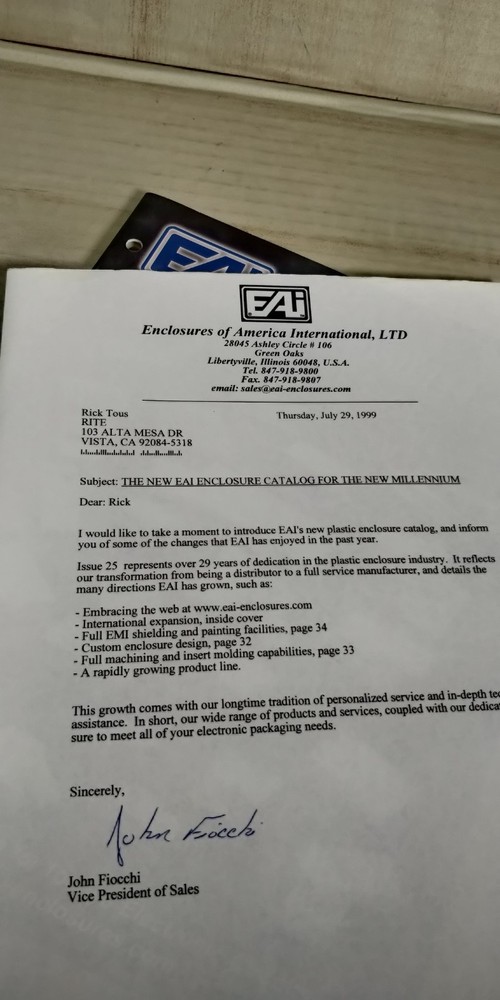 EAi
EAi
Enclosures of America International, LTD
28045 Ashley Circle # 106
Green Oaks
Libertyville, Illinois 60048, U.S.A.
Tel. 847-918-9800
Fax. 847-918-9807
email: sales@eai-enclosures.com
Rick Tous
Thursday, July 29, 1999
RITE
103 ALTA MESA DR
VISTA, CA 92084-5318
Subject: THE NEW EAI ENCLOSURE CATALOG FOR THE NEW MILLENNIUM
Dear: Rick
I would like to take a moment to introduce EAI's new plastic enclosure catalog, and inform
you of some of the changes that EAI has enjoyed in the past year.
Issue 25 represents over 29 years of dedication in the plastic enclosure industry. It reflects
our transformation from being a distributor to a full service manufacturer, and details the
many directions EAI has grown, such as:
- Embracing the web at www.eai-enclosures.com
- International expansion, inside cover
- Full EMI shielding and painting facilities, page 34
- Custom enclosure design, page 32
- Full machining and insert molding capabilities, page 33
- A rapidly growing product line.
This growth comes with our longtime tradition of personalized service and in-depth tec
assistance. In short, our wide range of products and services, coupled with our dedica
sure to meet all of your electronic packaging needs.
Sincerely,
John Fiocchi
John Fiocchi
Vice President of Sales